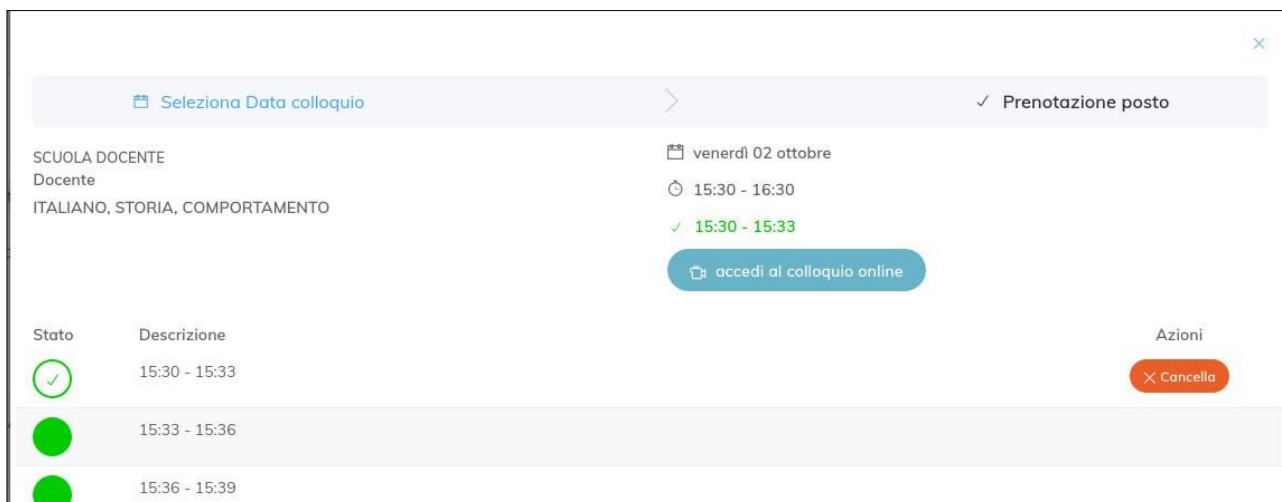 Seleziona Data colloquio
Prenotazione posto
SCUOLA DOCENTE
Docente
ITALIANO, STORIA, COMPORTAMENTO
venerdì 02 ottobre
15:30 - 16:30
15:30 - 15:33
accedi al colloquio online
Stato Descrizione Azioni
15:30 - 15:33 Cancella
15:33 - 15:36
15:36 - 15:39